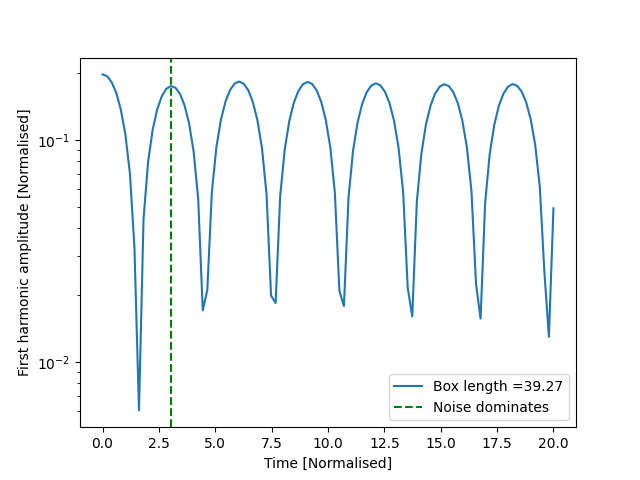 First harmonic amplitude [Normalised]
10⁻¹
10⁻²
0.0 2.5 5.0 7.5 10.0 12.5 15.0 17.5 20.0
Time [Normalised]
Box length =39.27
Noise dominates